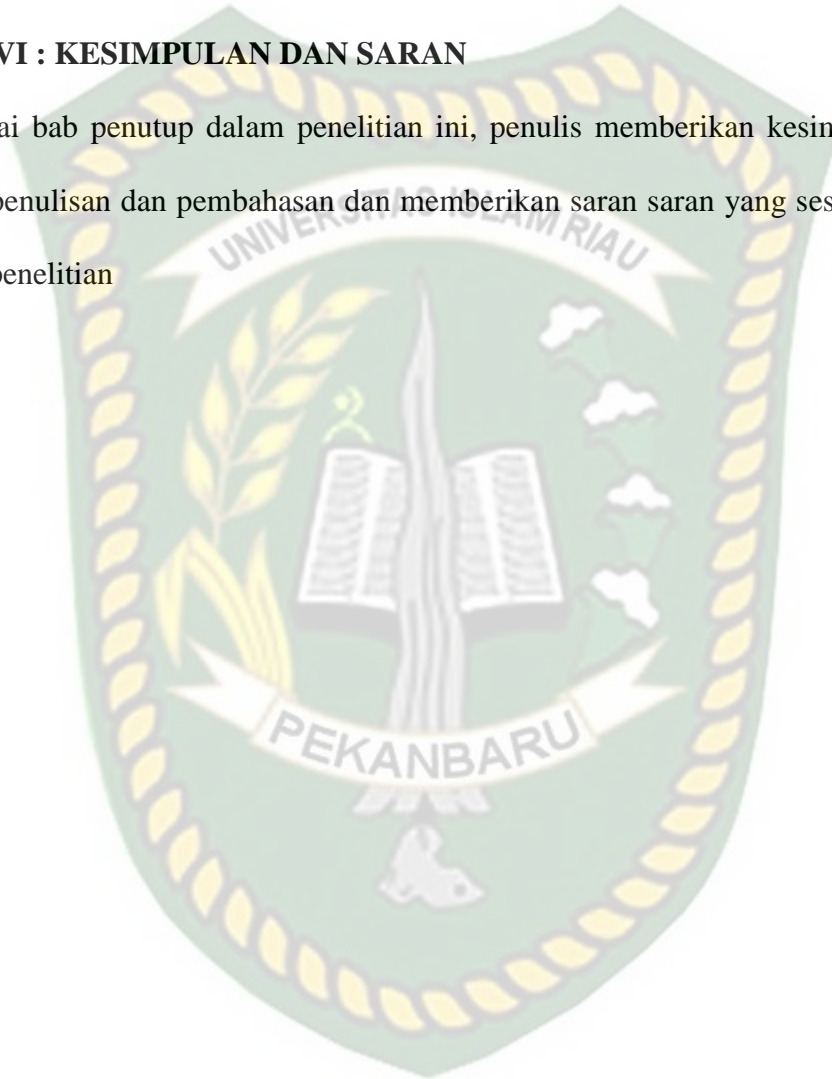 VI : KESIMPULAN DAN SARAN
ai bab penutup dalam penelitian ini, penulis memberikan kesin
penulisan dan pembahasan dan memberikan saran saran yang ses
penelitian
UNIVERSITAS ISLAM RIAU
PEKANBARU